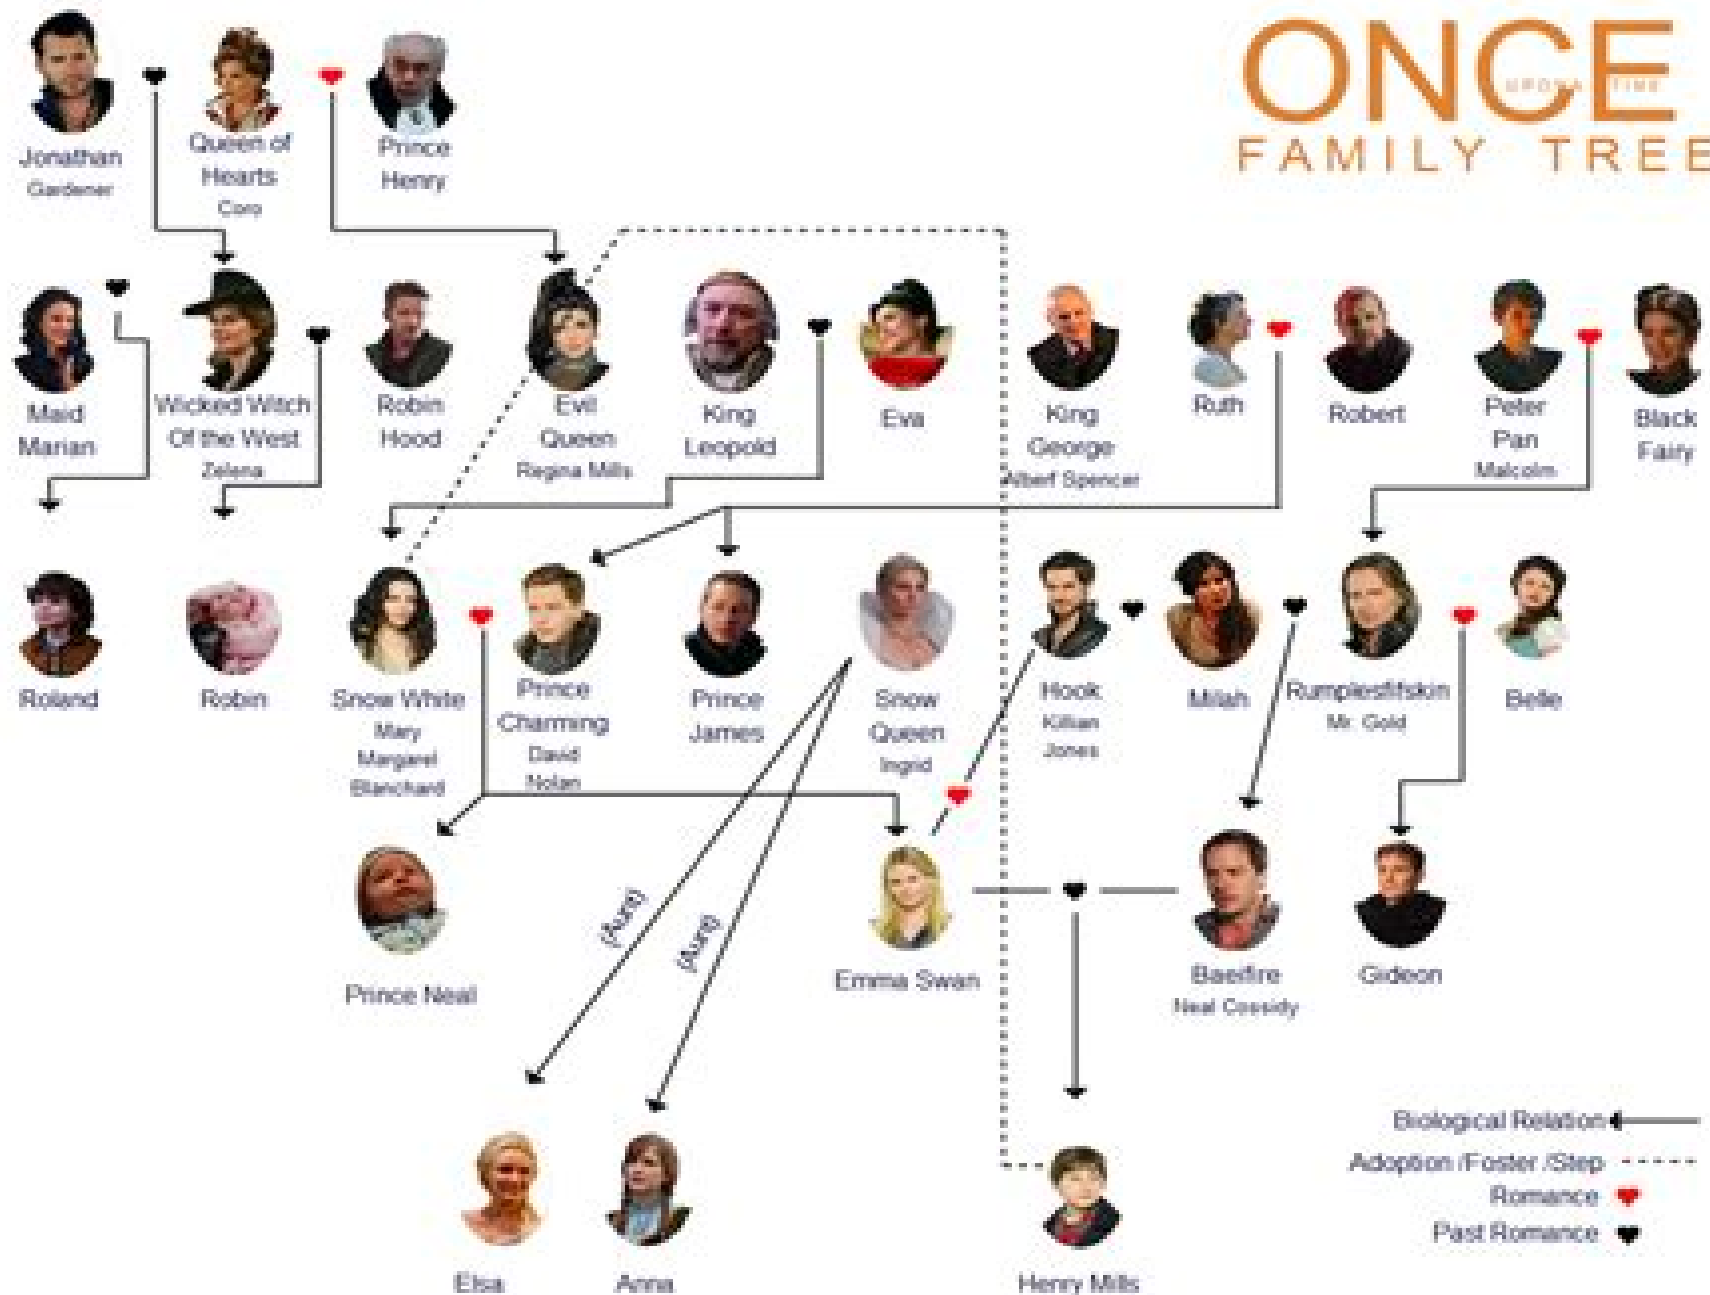 ONCE
UPON A TIME
FAMILY TREE
Jonathan
Gardener
Queen of
Hearts
Cora
Prince
Henry
Maid
Marian
Wicked Witch
Of the West
Zelena
Robin
Hood
Evil
Queen
Regina Mills
King
Leopold
Eva
King
George
Albert Spencer
Ruth
Robert
Peter
Pan
Malcolm
Black
Fairy
Roland
Robin
Snow White
Mary
Margaret
Blanchard
Prince
Charming
David
Nolan
Prince
James
Snow
Queen
Ingrid
Hook
Killian
Jones
Milah
Rumplestiltskin
Mr. Gold
Belle
Prince Neal
(Aunt)
(Aunt)
Emma Swan
Baelfire
Neal Cassidy
Gideon
Elsa
Anna
Henry Mills
Biological Relation
Adoption /Foster /Step
Romance
Past Romance